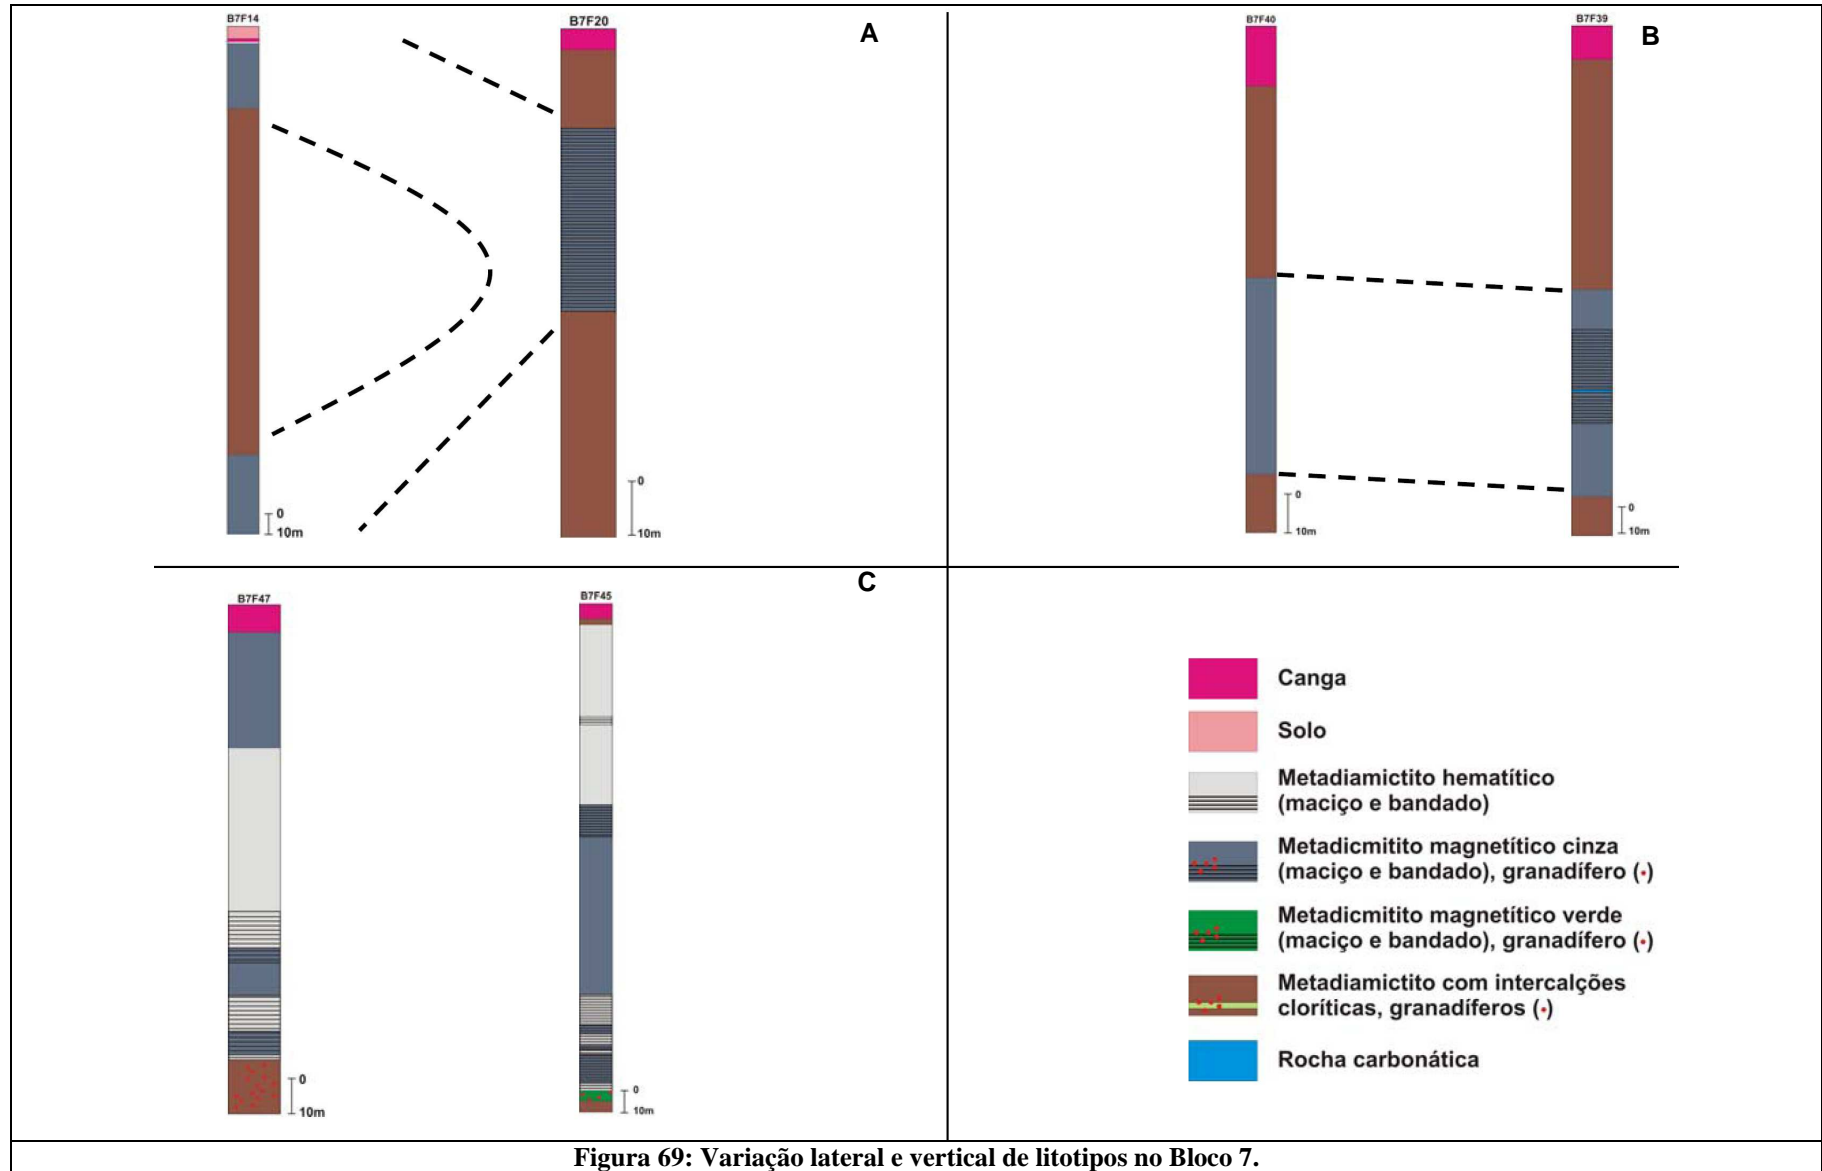 B7F14
B7F20
A
0
10m
0
10m
B7F40
B7F39
B
0
10m
0
10m
C
B7F47
B7F45
0
10m
0
10m
Canga
Solo
Metadiamictito hematítico
(maciço e bandado)
Metadicmitito magnetítico cinza
(maciço e bandado), granadífero (•)
Metadicmitito magnetítico verde
(maciço e bandado), granadífero (•)
Metadiamictito com intercalções
cloríticas, granadíferos (•)
Rocha carbonática
Figura 69: Variação lateral e vertical de litotipos no Bloco 7.